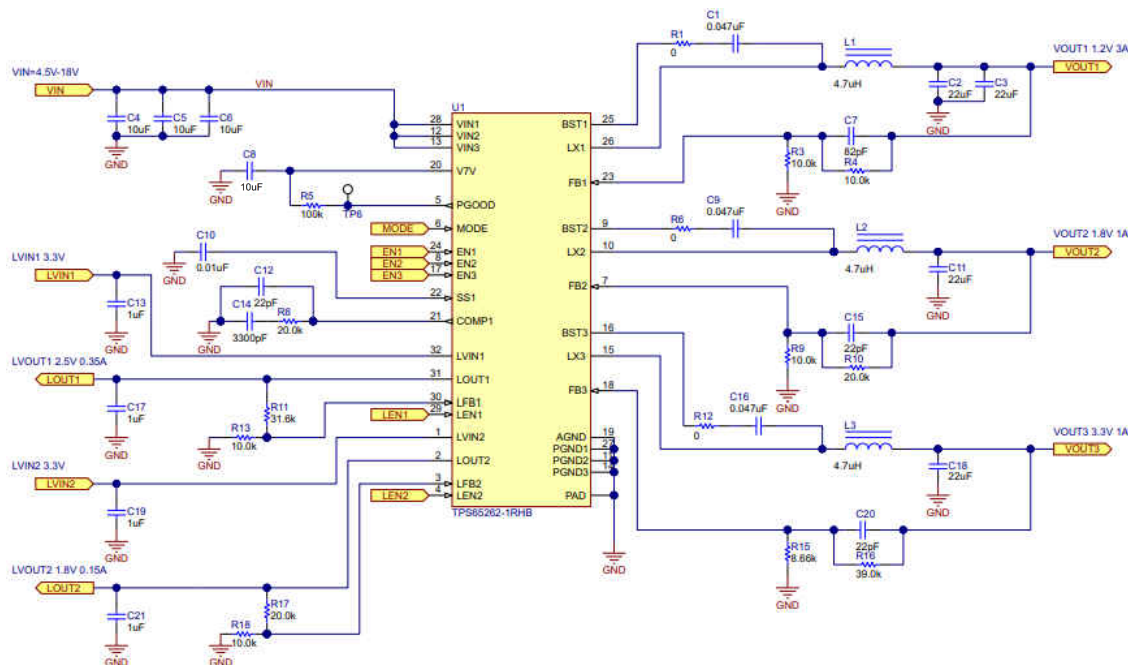 VIN=4.5V-18V
VIN
VIN
C4
10uF
C5
10uF
C6
10uF
GND
C8
10uF
GND
R5
100k
TP6
MODE
EN1
EN2
EN3
C10
0.01uF
GND
C12
22pF
C14
3300pF
R8
20.0k
GND
LVIN1 3.3V
LVIN1
C13
1uF
GND
LVOUT1 2.5V 0.35A
LOUT1
C17
1uF
GND
R11
31.6k
R13
10.0k
GND
LEN1
LVIN2 3.3V
LVIN2
C19
1uF
GND
LEN2
LVOUT2 1.8V 0.15A
LOUT2
C21
1uF
GND
R17
20.0k
R18
10.0k
GND
U1
28 VIN1
12 VIN2
13 VIN3
20 V7V
5 PGOOD
6 MODE
24 EN1
8 EN2
17 EN3
22 SS1
21 COMP1
32 LVIN1
31 LOUT1
30 LFB1
29 LEN1
1 LVIN2
2 LOUT2
3 LFB2
4 LEN2
BST1 25
LX1 26
FB1 23
BST2 9
LX2 10
FB2 7
BST3 16
LX3 15
FB3 18
AGND 19
PGND1 27
PGND2
PGND3
PAD
TPS65262-1RHB
GND
R1
0
C1
0.047uF
L1
4.7uH
C2
22uF
C3
22uF
GND
VOUT1 1.2V 3A
VOUT1
R3
10.0k
GND
C7
82pF
R4
10.0k
R6
0
C9
0.047uF
L2
4.7uH
C11
22uF
GND
VOUT2 1.8V 1A
VOUT2
R9
10.0k
GND
C15
22pF
R10
20.0k
R12
0
C16
0.047uF
L3
4.7uH
C18
22uF
GND
VOUT3 3.3V 1A
VOUT3
R15
8.66k
GND
C20
22pF
R16
39.0k